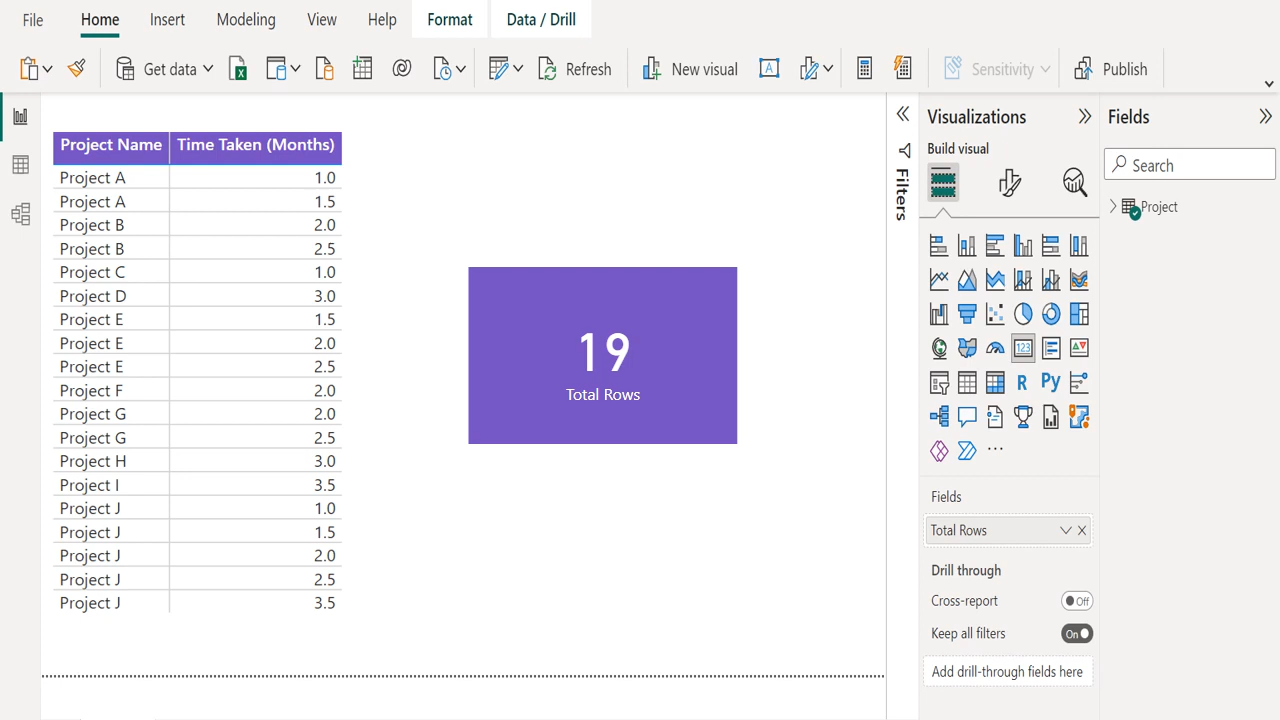 File Home Insert Modeling View Help Format Data / Drill
Get data Refresh New visual A Sensitivity Publish
Project Name Time Taken (Months)
Project A 1.0
Project A 1.5
Project B 2.0
Project B 2.5
Project C 1.0
Project D 3.0
Project E 1.5
Project E 2.0
Project E 2.5
Project F 2.0
Project G 2.0
Project G 2.5
Project H 3.0
Project I 3.5
Project J 1.0
Project J 1.5
Project J 2.0
Project J 2.5
Project J 3.5
19
Total Rows
Filters
Visualizations
Build visual
123
R Py
Fields
Total Rows
Drill through
Cross-report Off
Keep all filters On
Add drill-through fields here
Fields
Search
Project